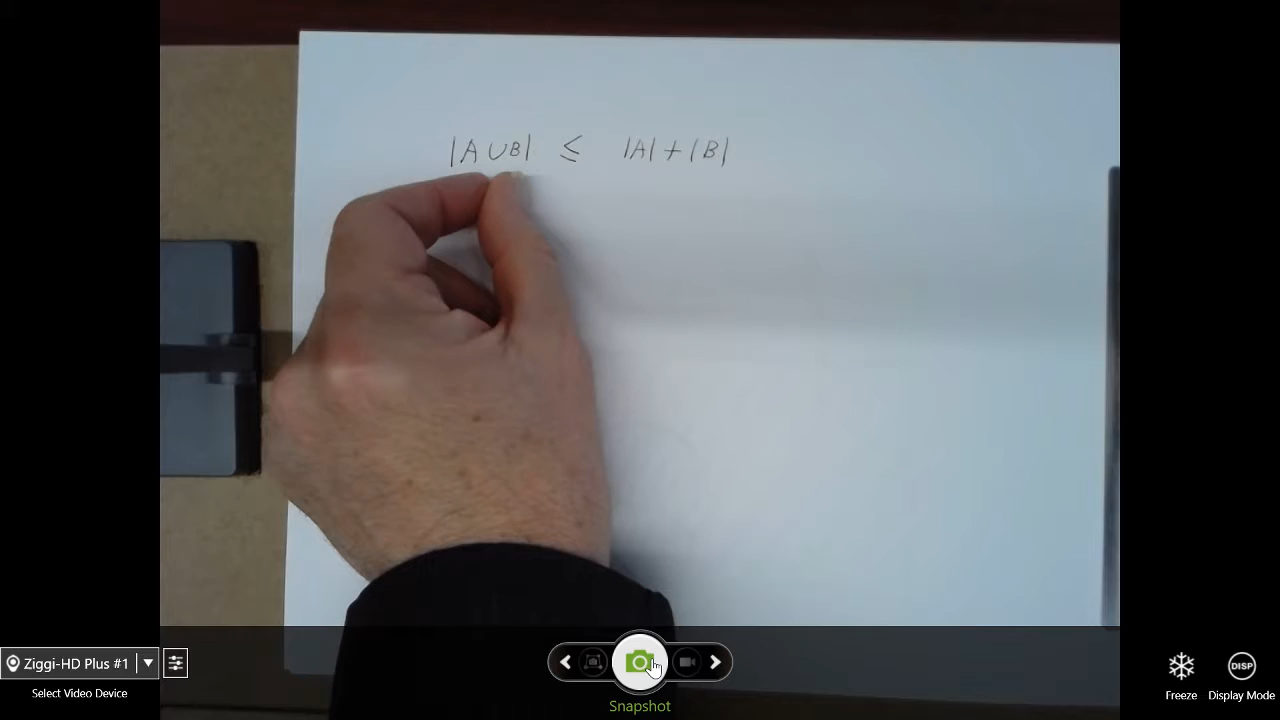 |A ∪ B| ≤ |A| + |B|
Ziggi-HD Plus #1
Select Video Device
Snapshot
Freeze
DISP
Display Mode